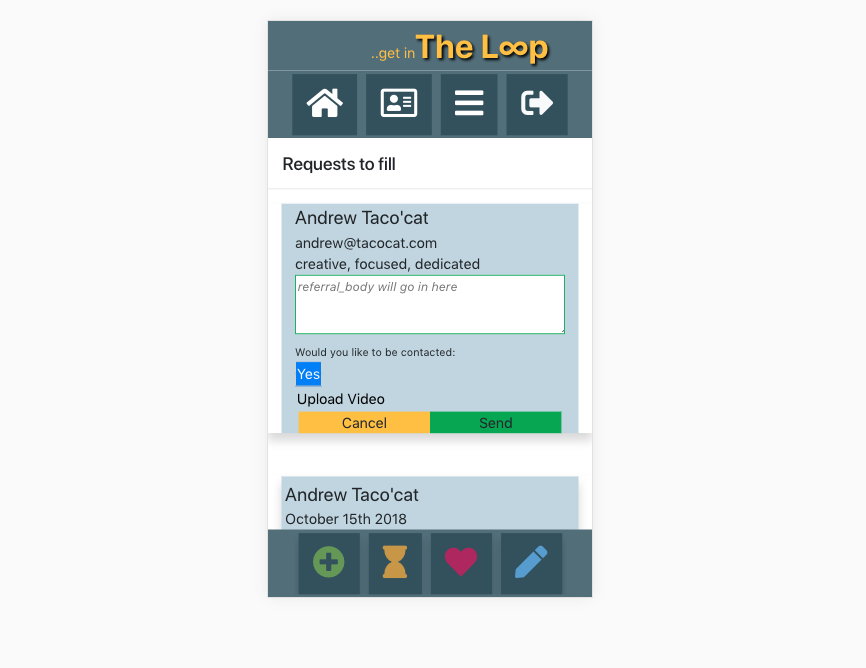 ..get in The L∞p
Requests to fill
Andrew Taco'cat
andrew@tacocat.com
creative, focused, dedicated
referral_body will go in here
Would you like to be contacted:
Yes
Upload Video
Cancel Send
Andrew Taco'cat
October 15th 2018